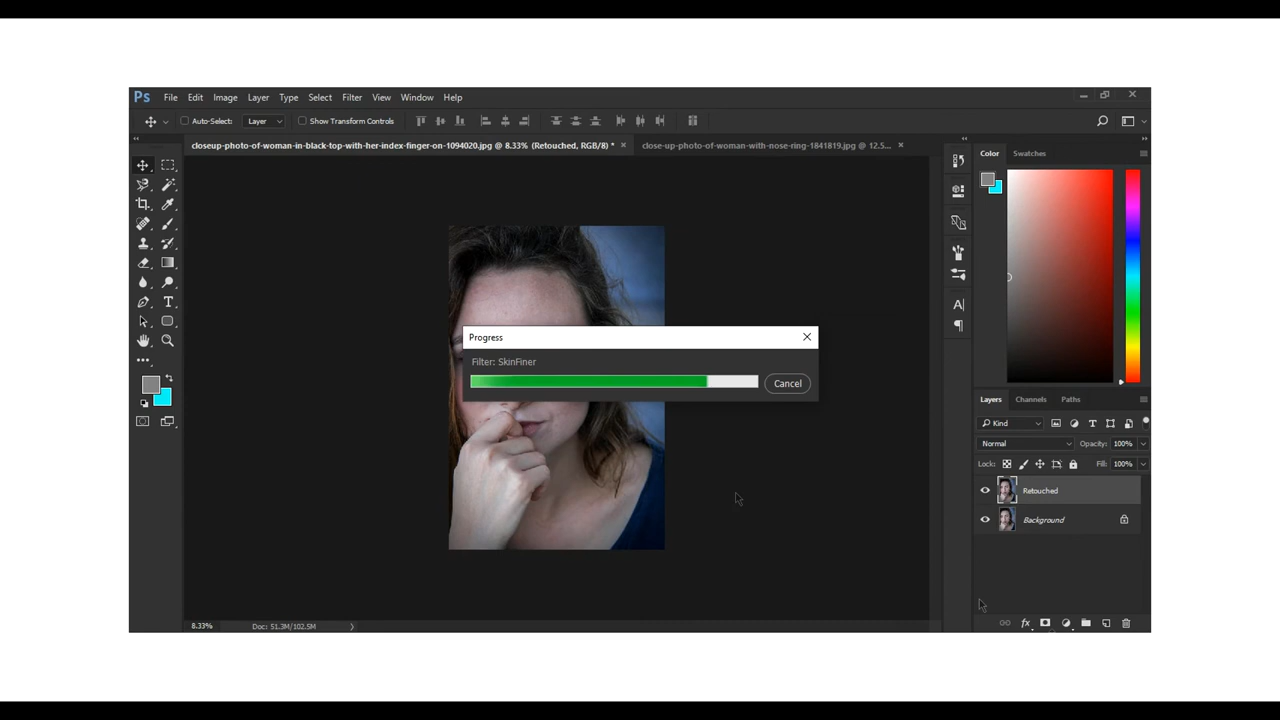 Ps File Edit Image Layer Type Select Filter View Window Help
Auto-Select: Layer Show Transform Controls
closeup-photo-of-woman-in-black-top-with-her-index-finger-on-1094020.jpg @ 8.33% (Retouched, RGB/8) * close-up-photo-of-woman-with-nose-ring-1841819.jpg @ 12.5...
Color Swatches
Progress
Filter: SkinFiner
Cancel
Layers Channels Paths
Kind
Normal Opacity: 100%
Lock: Fill: 100%
Retouched
Background
8.33% Doc: 51.3M/102.5M